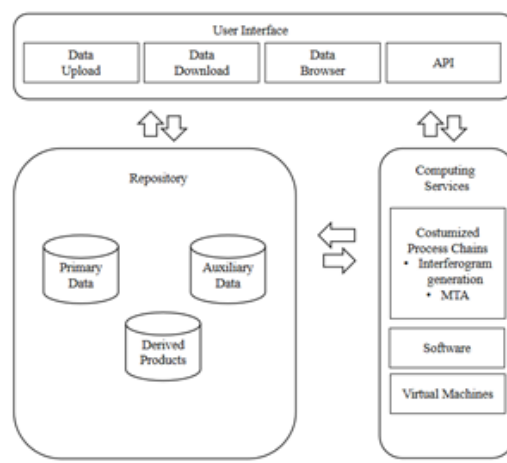 User Interface
Data
Upload
Data
Download
Data
Browser
API
Repository
Primary
Data
Auxiliary
Data
Derived
Products
Computing
Services
Costumized
Process Chains
• Interferogram
generation
• MTA
Software
Virtual Machines